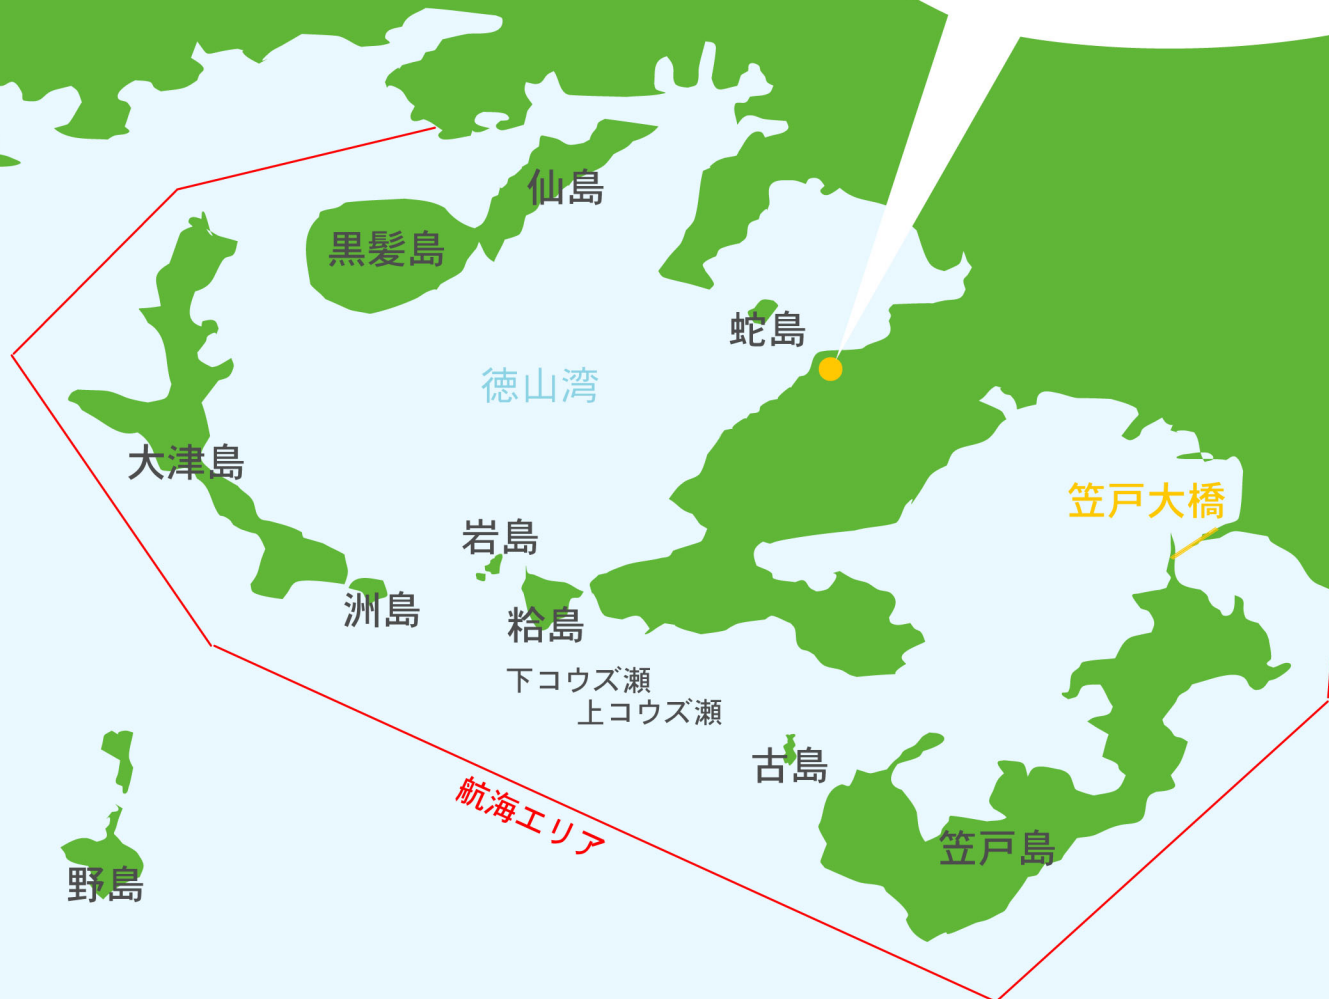 仙島
黒髪島
蛇島
徳山湾
大津島
笠戸大橋
岩島
洲島
粭島
下コウズ瀬
上コウズ瀬
古島
航海エリア
笠戸島
野島